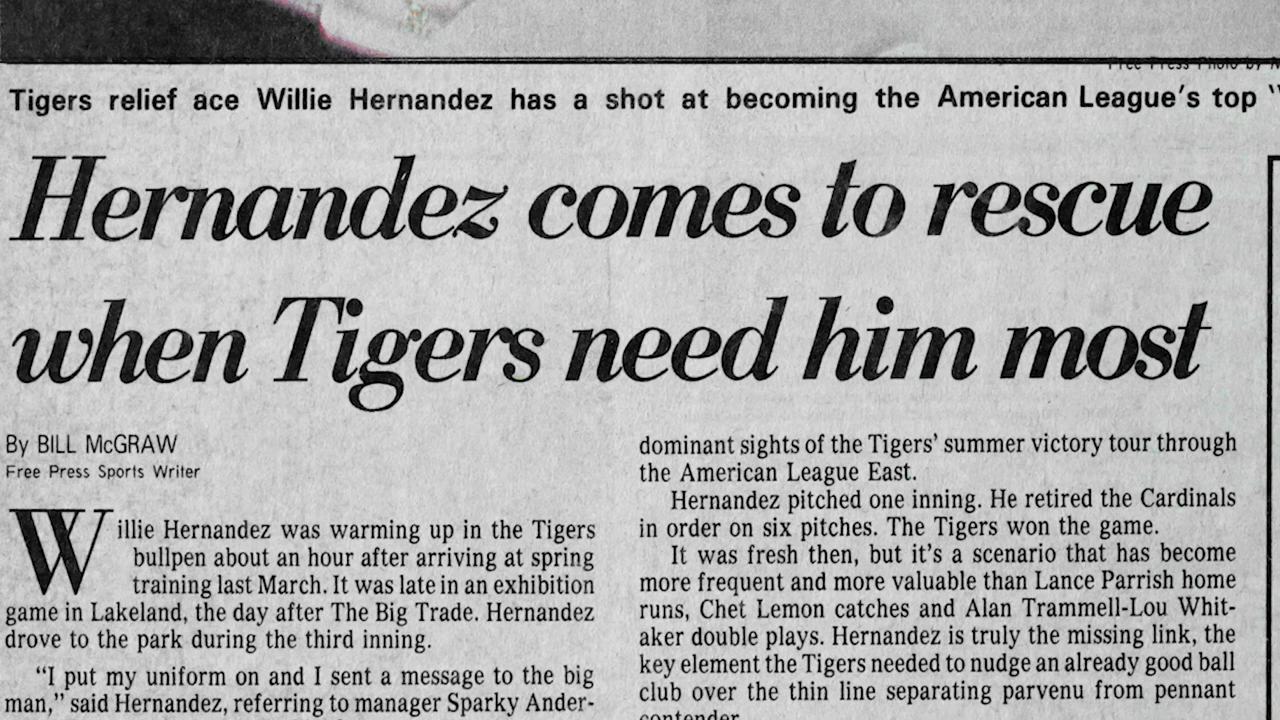 Free Press Photo by
Tigers relief ace Willie Hernandez has a shot at becoming the American League's top "
Hernandez comes to rescue
when Tigers need him most
By BILL McGRAW
Free Press Sports Writer
Willie Hernandez was warming up in the Tigers
bullpen about an hour after arriving at spring
training last March. It was late in an exhibition
game in Lakeland, the day after The Big Trade. Hernandez
drove to the park during the third inning.
"I put my uniform on and I sent a message to the big
man," said Hernandez, referring to manager Sparky Ander-
dominant sights of the Tigers' summer victory tour through
the American League East.
Hernandez pitched one inning. He retired the Cardinals
in order on six pitches. The Tigers won the game.
It was fresh then, but it's a scenario that has become
more frequent and more valuable than Lance Parrish home
runs, Chet Lemon catches and Alan Trammell-Lou Whit-
aker double plays. Hernandez is truly the missing link, the
key element the Tigers needed to nudge an already good ball
club over the thin line separating parvenu from pennant
contender.